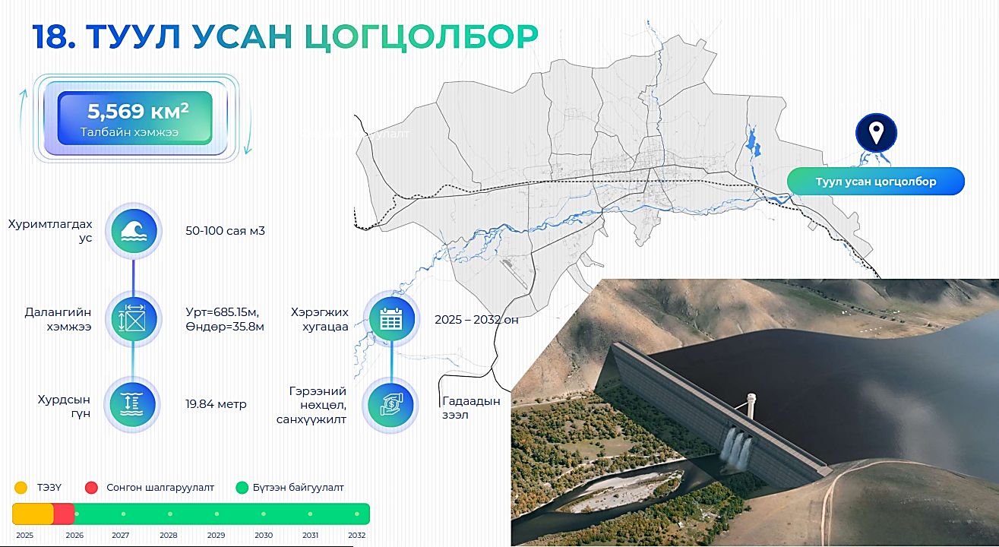 18. ТУУЛ УСАН ЦОГЦОЛБОР
5,569 км²
Талбайн хэмжээ
Туул усан цогцолбор
Хуримтлагдах
ус
50-100 сая м3
Далангийн
хэмжээ
Урт=685.15м,
Өндөр=35.8м
Хурдсын
гүн
19.84 метр
Хэрэгжих
хугацаа
2025 – 2032 он
Гэрээний
нөхцөл,
санхүүжилт
Гадаадын
зээл
ТЭЗҮ
Сонгон шалгаруулалт
Бүтээн байгуулалт
2025
2026
2027
2028
2029
2030
2031
2032